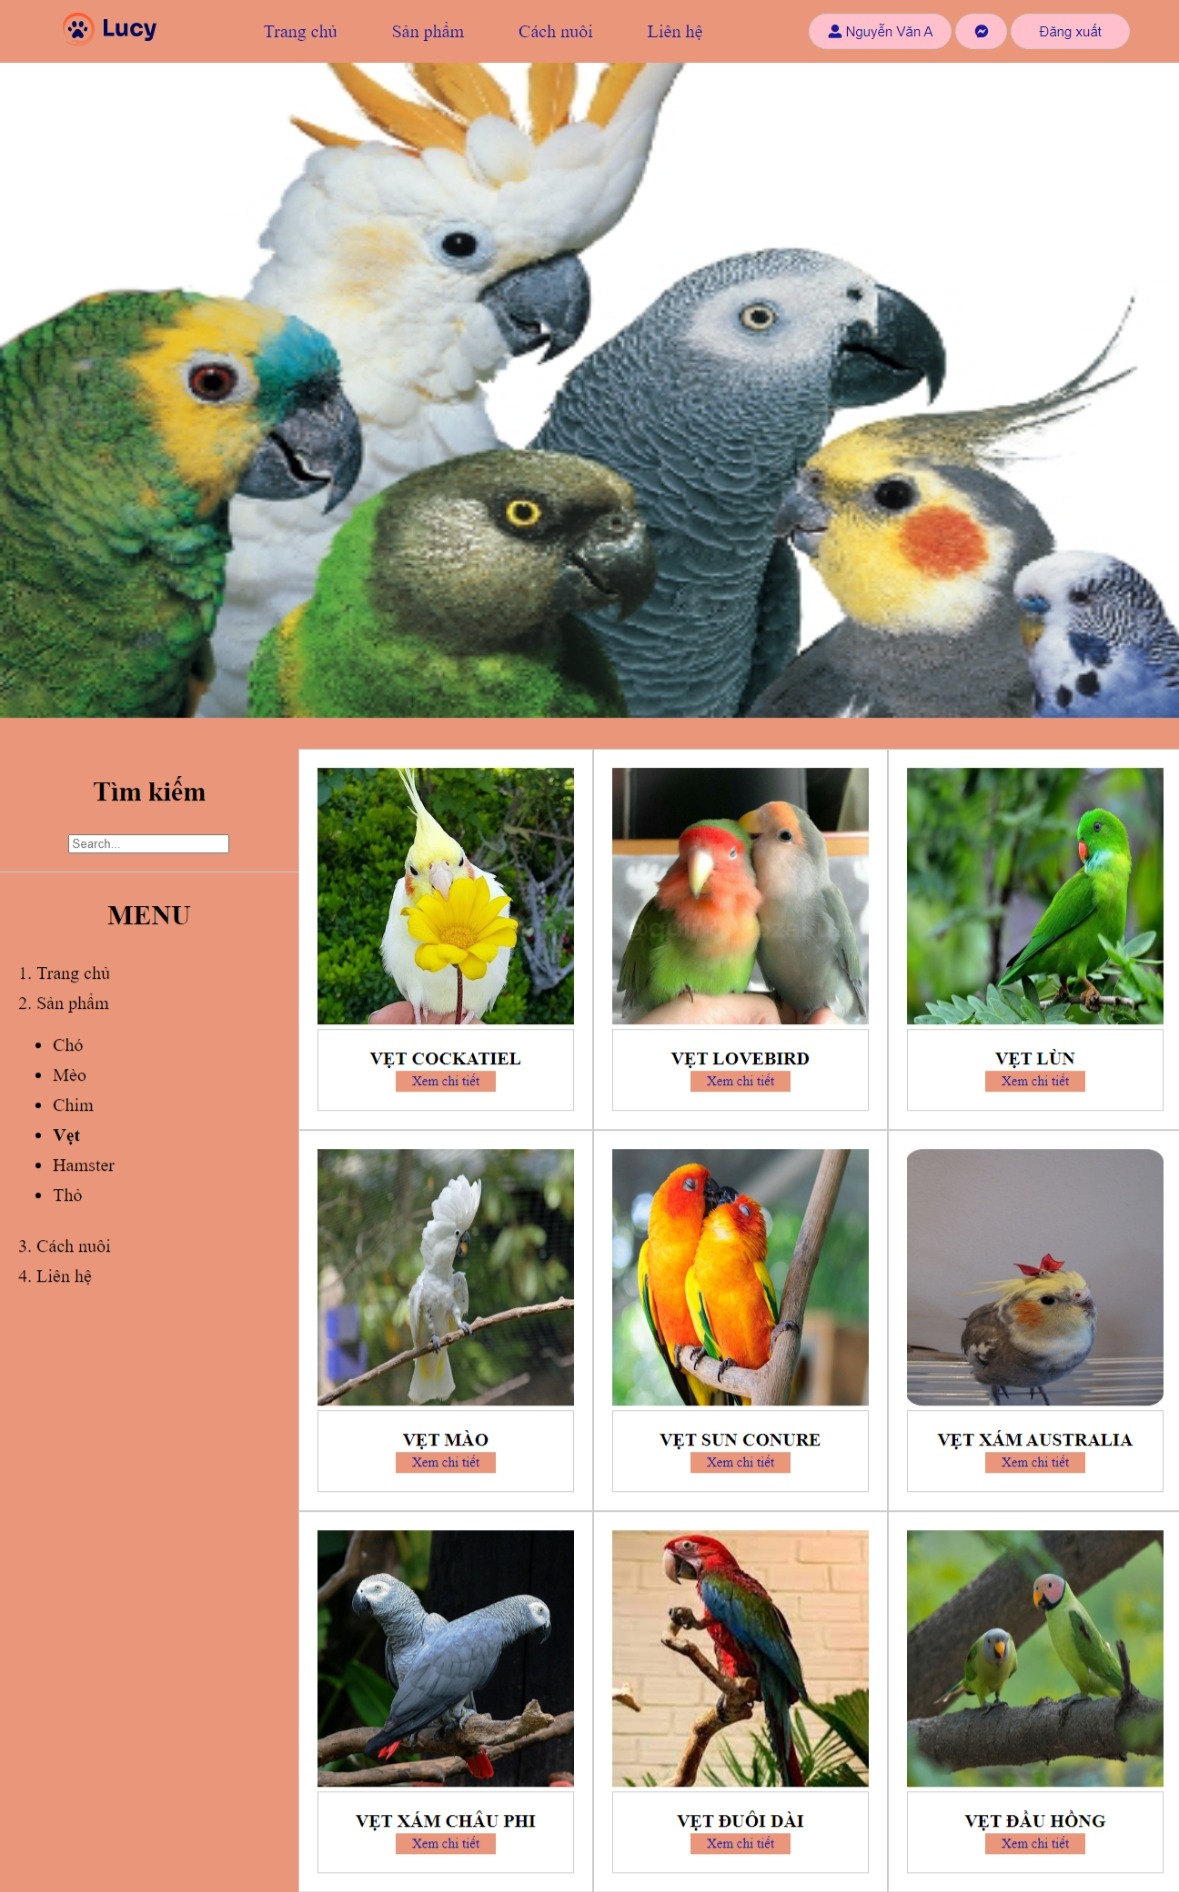 Lucy
Trang chủ
Sản phẩm
Cách nuôi
Liên hệ
Nguyễn Văn A
Đăng xuất
Tìm kiếm
Search...
MENU
1. Trang chủ
2. Sản phẩm
• Chó
• Mèo
• Chim
• Vẹt
• Hamster
• Thỏ
3. Cách nuôi
4. Liên hệ
VẸT COCKATIEL
Xem chi tiết
VẸT LOVEBIRD
Xem chi tiết
VẸT LÙN
Xem chi tiết
VẸT MÀO
Xem chi tiết
VẸT SUN CONURE
Xem chi tiết
VẸT XÁM AUSTRALIA
Xem chi tiết
VẸT XÁM CHÂU PHI
Xem chi tiết
VẸT ĐUÔI DÀI
Xem chi tiết
VẸT ĐẦU HỒNG
Xem chi tiết